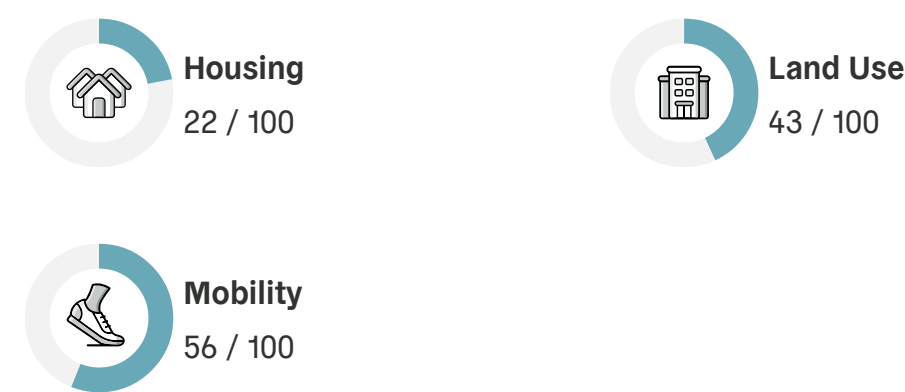 Housing
22 / 100
Land Use
43 / 100
Mobility
56 / 100